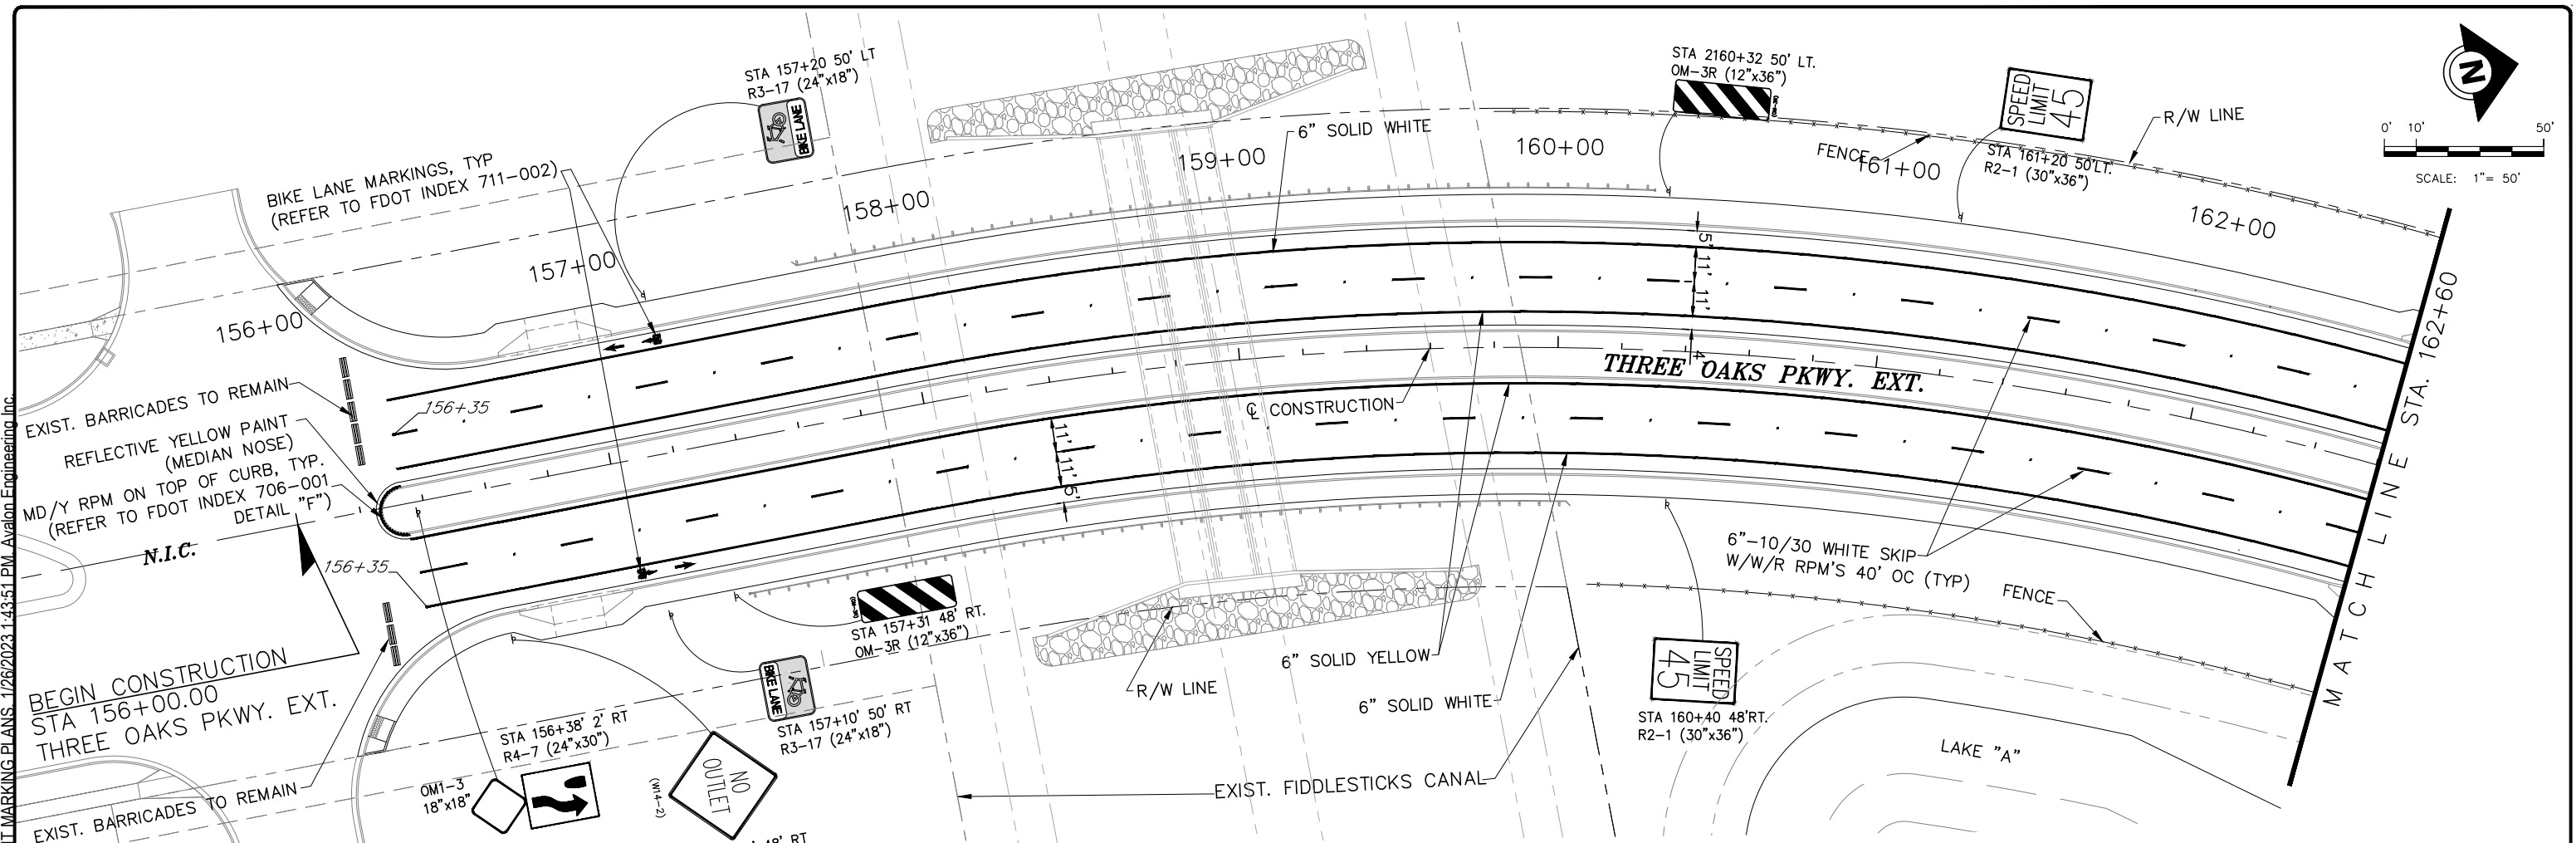 STA 157+20 50' LT
R3-17 (24"x18")
BIKE LANE
BIKE LANE MARKINGS, TYP
(REFER TO FDOT INDEX 711-002)
STA 2160+32 50' LT.
OM-3R (12"x36")
SPEED
LIMIT
45
STA 161+20 50'LT.
R2-1 (30"x36")
R/W LINE
FENCE
N
0' 10' 50'
SCALE: 1"= 50'
6" SOLID WHITE
156+00
157+00
158+00
159+00
160+00
161+00
162+00
5'
11'
11'
4'
THREE OAKS PKWY. EXT.
℄ CONSTRUCTION
MATCH LINE STA. 162+60
EXIST. BARRICADES TO REMAIN
156+35
REFLECTIVE YELLOW PAINT
(MEDIAN NOSE)
MD/Y RPM ON TOP OF CURB, TYP.
(REFER TO FDOT INDEX 706-001
DETAIL "F")
N.I.C.
156+35
11'
11'
5'
BEGIN CONSTRUCTION
STA 156+00.00
THREE OAKS PKWY. EXT.
EXIST. BARRICADES TO REMAIN
OM1-3
18"x18"
STA 156+38' 2' RT
R4-7 (24"x30")
NO
OUTLET
(W14-2)
48' RT
BIKE LANE
STA 157+10' 50' RT
R3-17 (24"x18")
STA 157+31 48' RT.
OM-3R (12"x36")
R/W LINE
6" SOLID YELLOW
6" SOLID WHITE
EXIST. FIDDLESTICKS CANAL
6"-10/30 WHITE SKIP
W/W/R RPM'S 40' OC (TYP)
FENCE
SPEED
LIMIT
45
STA 160+40 48'RT.
R2-1 (30"x36")
LAKE "A"
MARKING PLANS, 1/26/2023 1:43:51 PM, Avalon Engineering Inc.